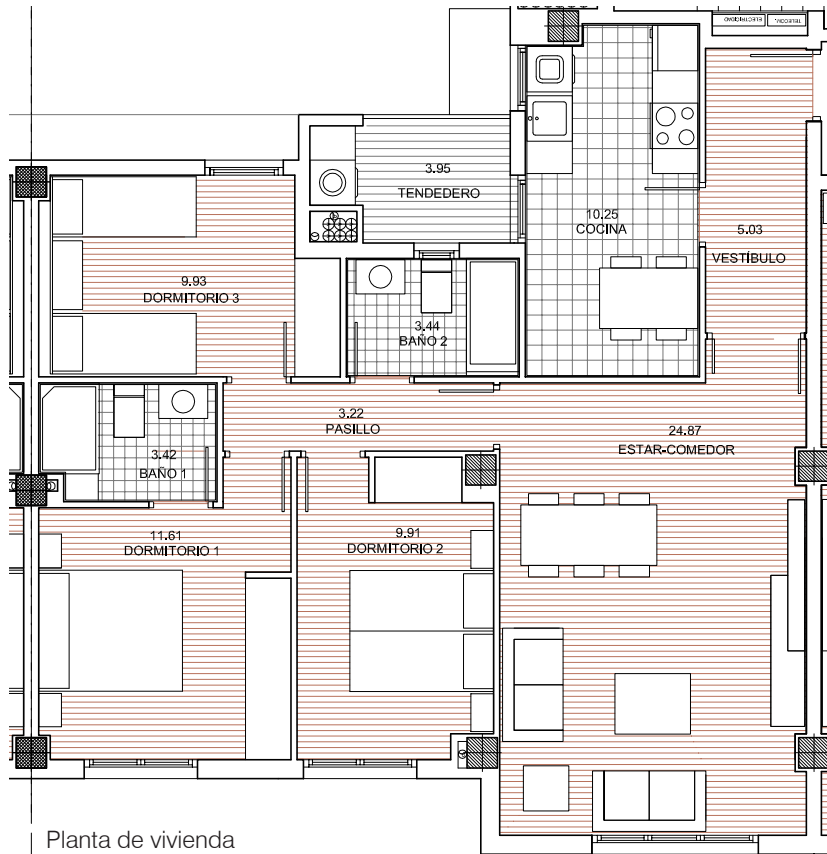 ELECTRICIDAD
TELECOM.
3.95
TENDEDERO
10.25
COCINA
5.03
VESTÍBULO
9.93
DORMITORIO 3
3.44
BAÑO 2
3.22
PASILLO
24.87
ESTAR-COMEDOR
3.42
BAÑO 1
11.61
DORMITORIO 1
9.91
DORMITORIO 2
Planta de vivienda